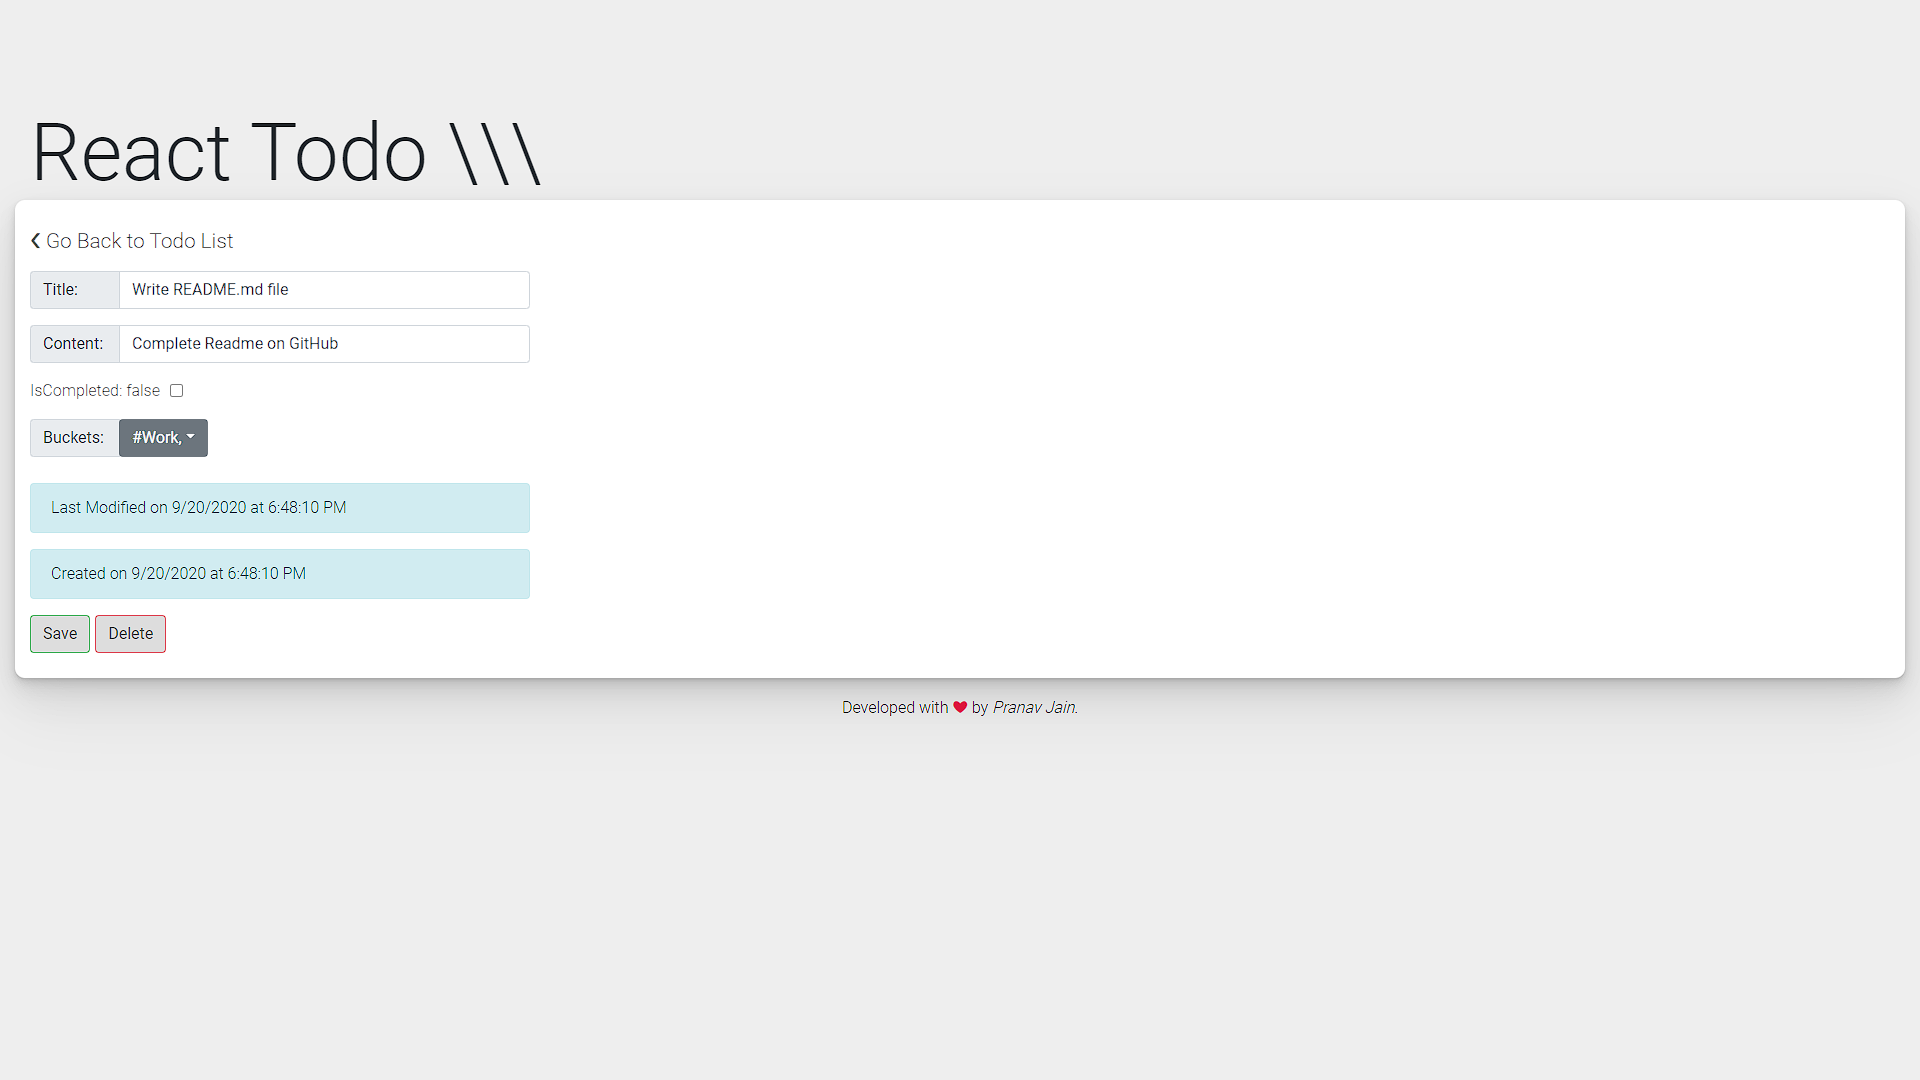 React Todo \\\
❮ Go Back to Todo List
Title: Write README.md file
Content: Complete Readme on GitHub
IsCompleted: false
Buckets: #Work,
Last Modified on 9/20/2020 at 6:48:10 PM
Created on 9/20/2020 at 6:48:10 PM
Save Delete
Developed with ❤ by Pranav Jain.